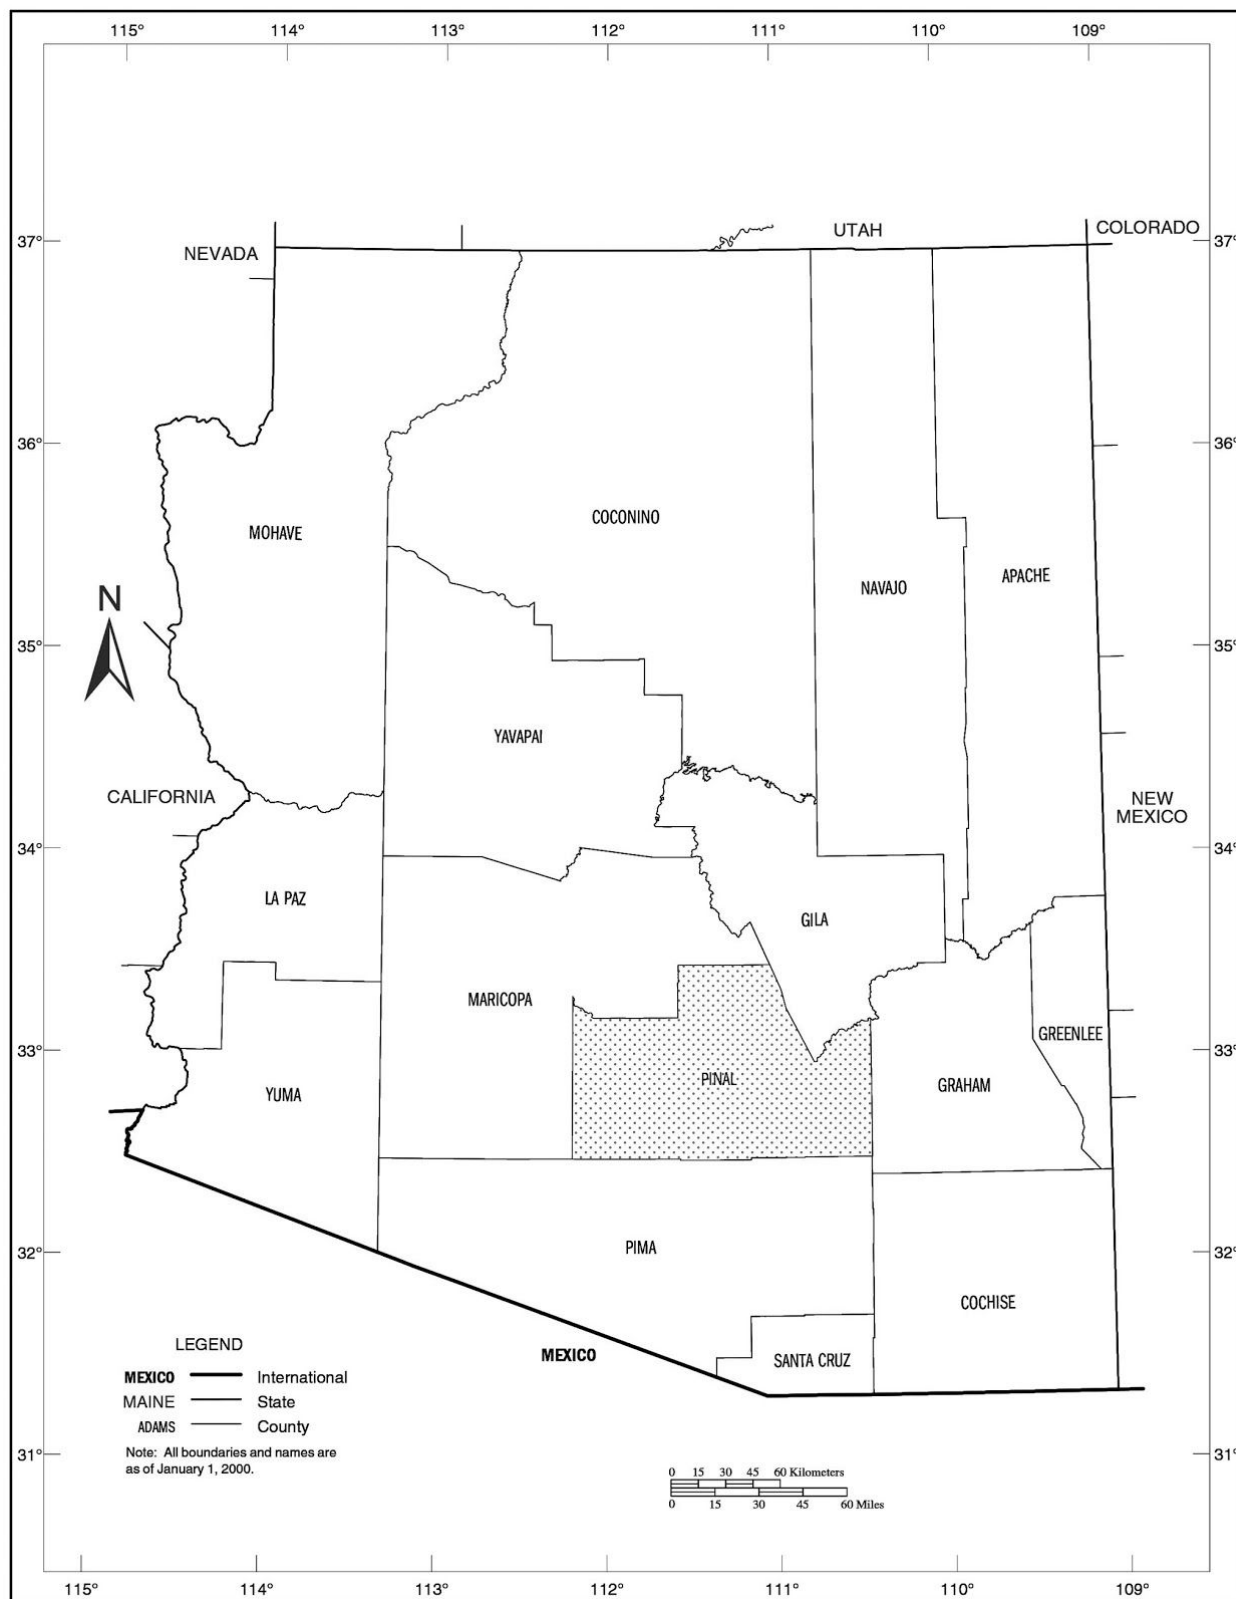 115° 114° 113° 112° 111° 110° 109°
UTAH COLORADO
37° NEVADA 37°
36° 36°
COCONINO
MOHAVE
APACHE
NAVAJO
N
35° 35°
YAVAPAI
CALIFORNIA
NEW
MEXICO
34° 34°
LA PAZ
GILA
MARICOPA
GREENLEE
33° 33°
PINAL
GRAHAM
YUMA
PIMA
32° 32°
COCHISE
LEGEND
MEXICO
SANTA CRUZ
MEXICO International
MAINE State
ADAMS County
Note: All boundaries and names are
as of January 1, 2000.
31° 31°
0 15 30 45 60 Kilometers
0 15 30 45 60 Miles
115° 114° 113° 112° 111° 110° 109°